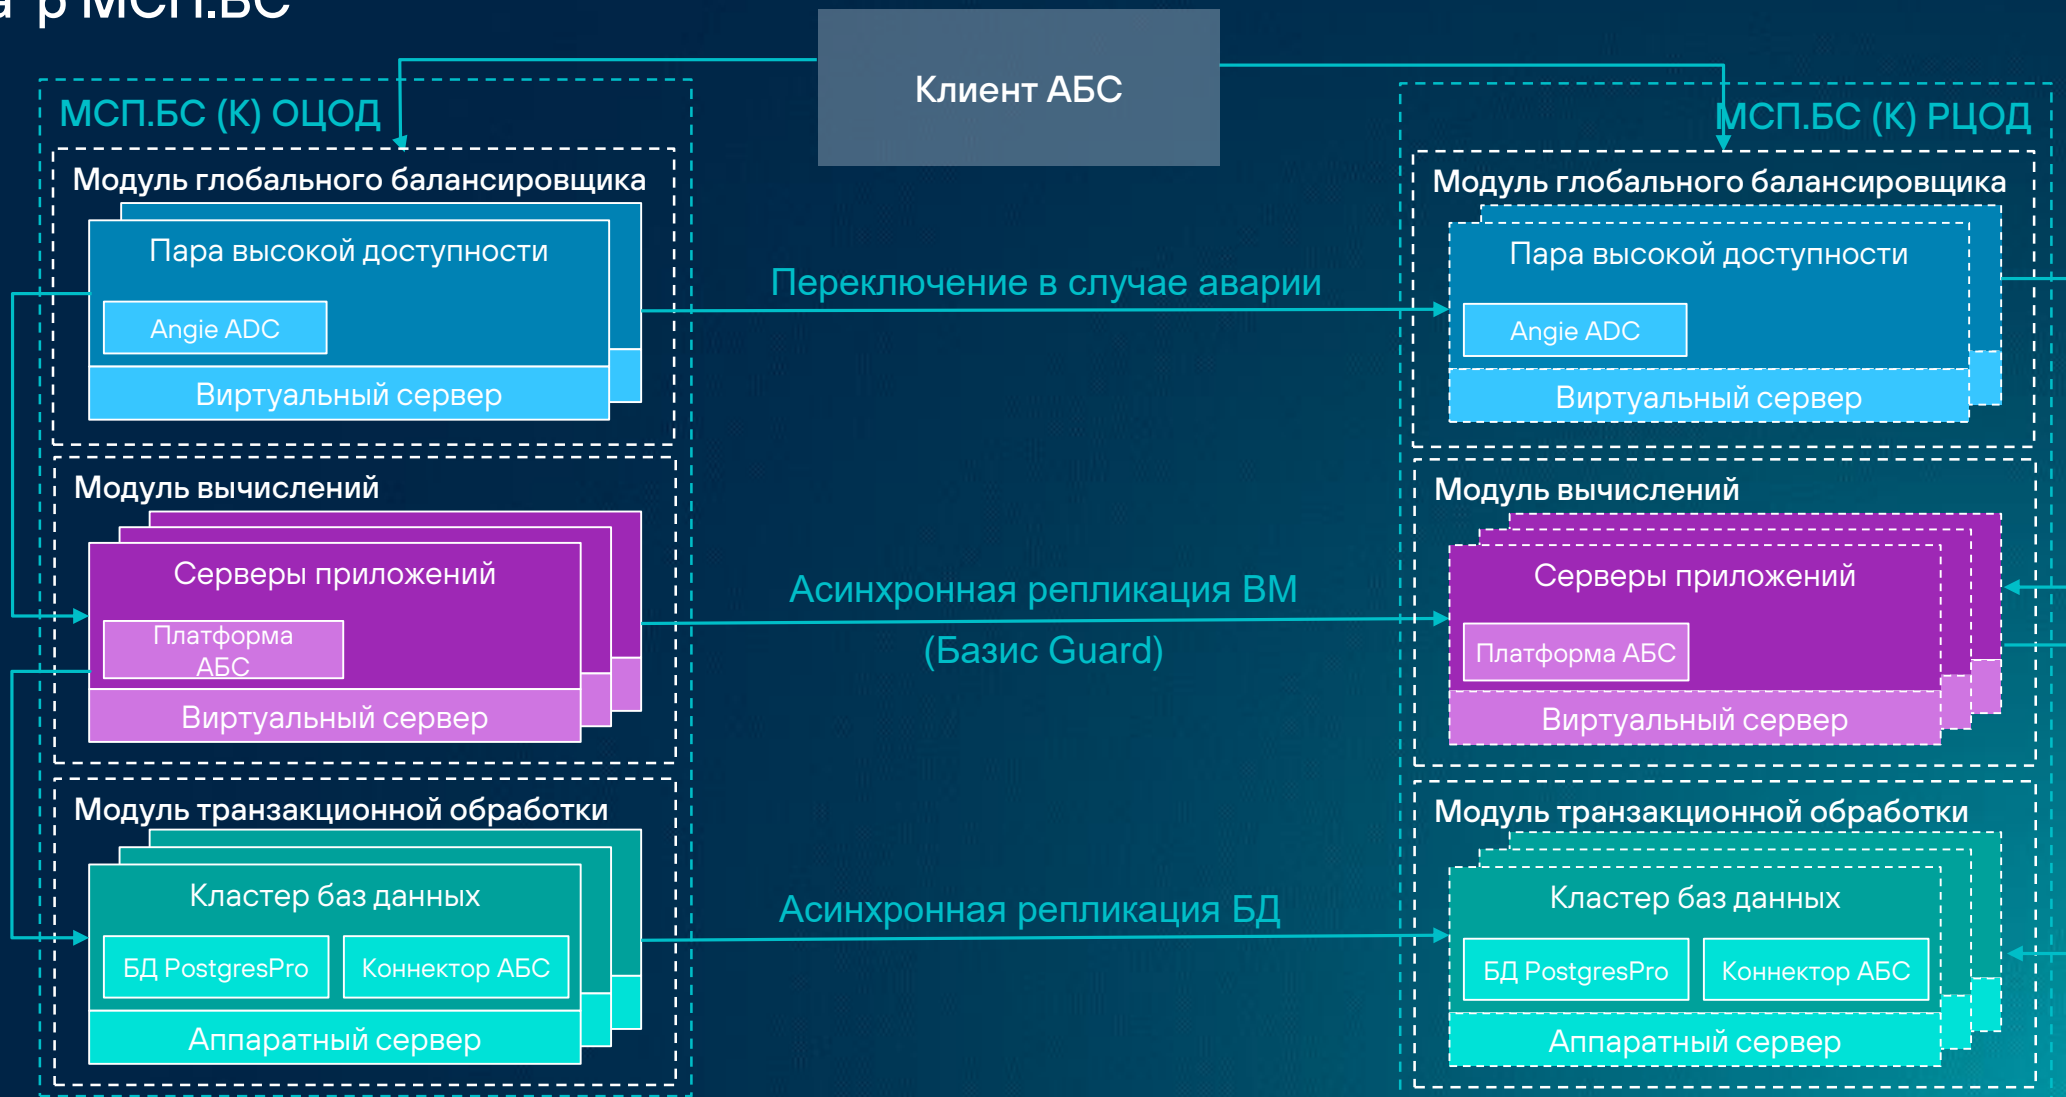 МСП.БС
Клиент АБС
МСП.БС (К) ОЦОД
Модуль глобального балансировщика
Пара высокой доступности
Angie ADC
Виртуальный сервер
Модуль вычислений
Серверы приложений
Платформа
АБС
Виртуальный сервер
Модуль транзакционной обработки
Кластер баз данных
БД PostgresPro
Коннектор АБС
Аппаратный сервер
Переключение в случае аварии
Асинхронная репликация ВМ
(Базис Guard)
Асинхронная репликация БД
МСП.БС (К) РЦОД
Модуль глобального балансировщика
Пара высокой доступности
Angie ADC
Виртуальный сервер
Модуль вычислений
Серверы приложений
Платформа АБС
Виртуальный сервер
Модуль транзакционной обработки
Кластер баз данных
БД PostgresPro
Коннектор АБС
Аппаратный сервер